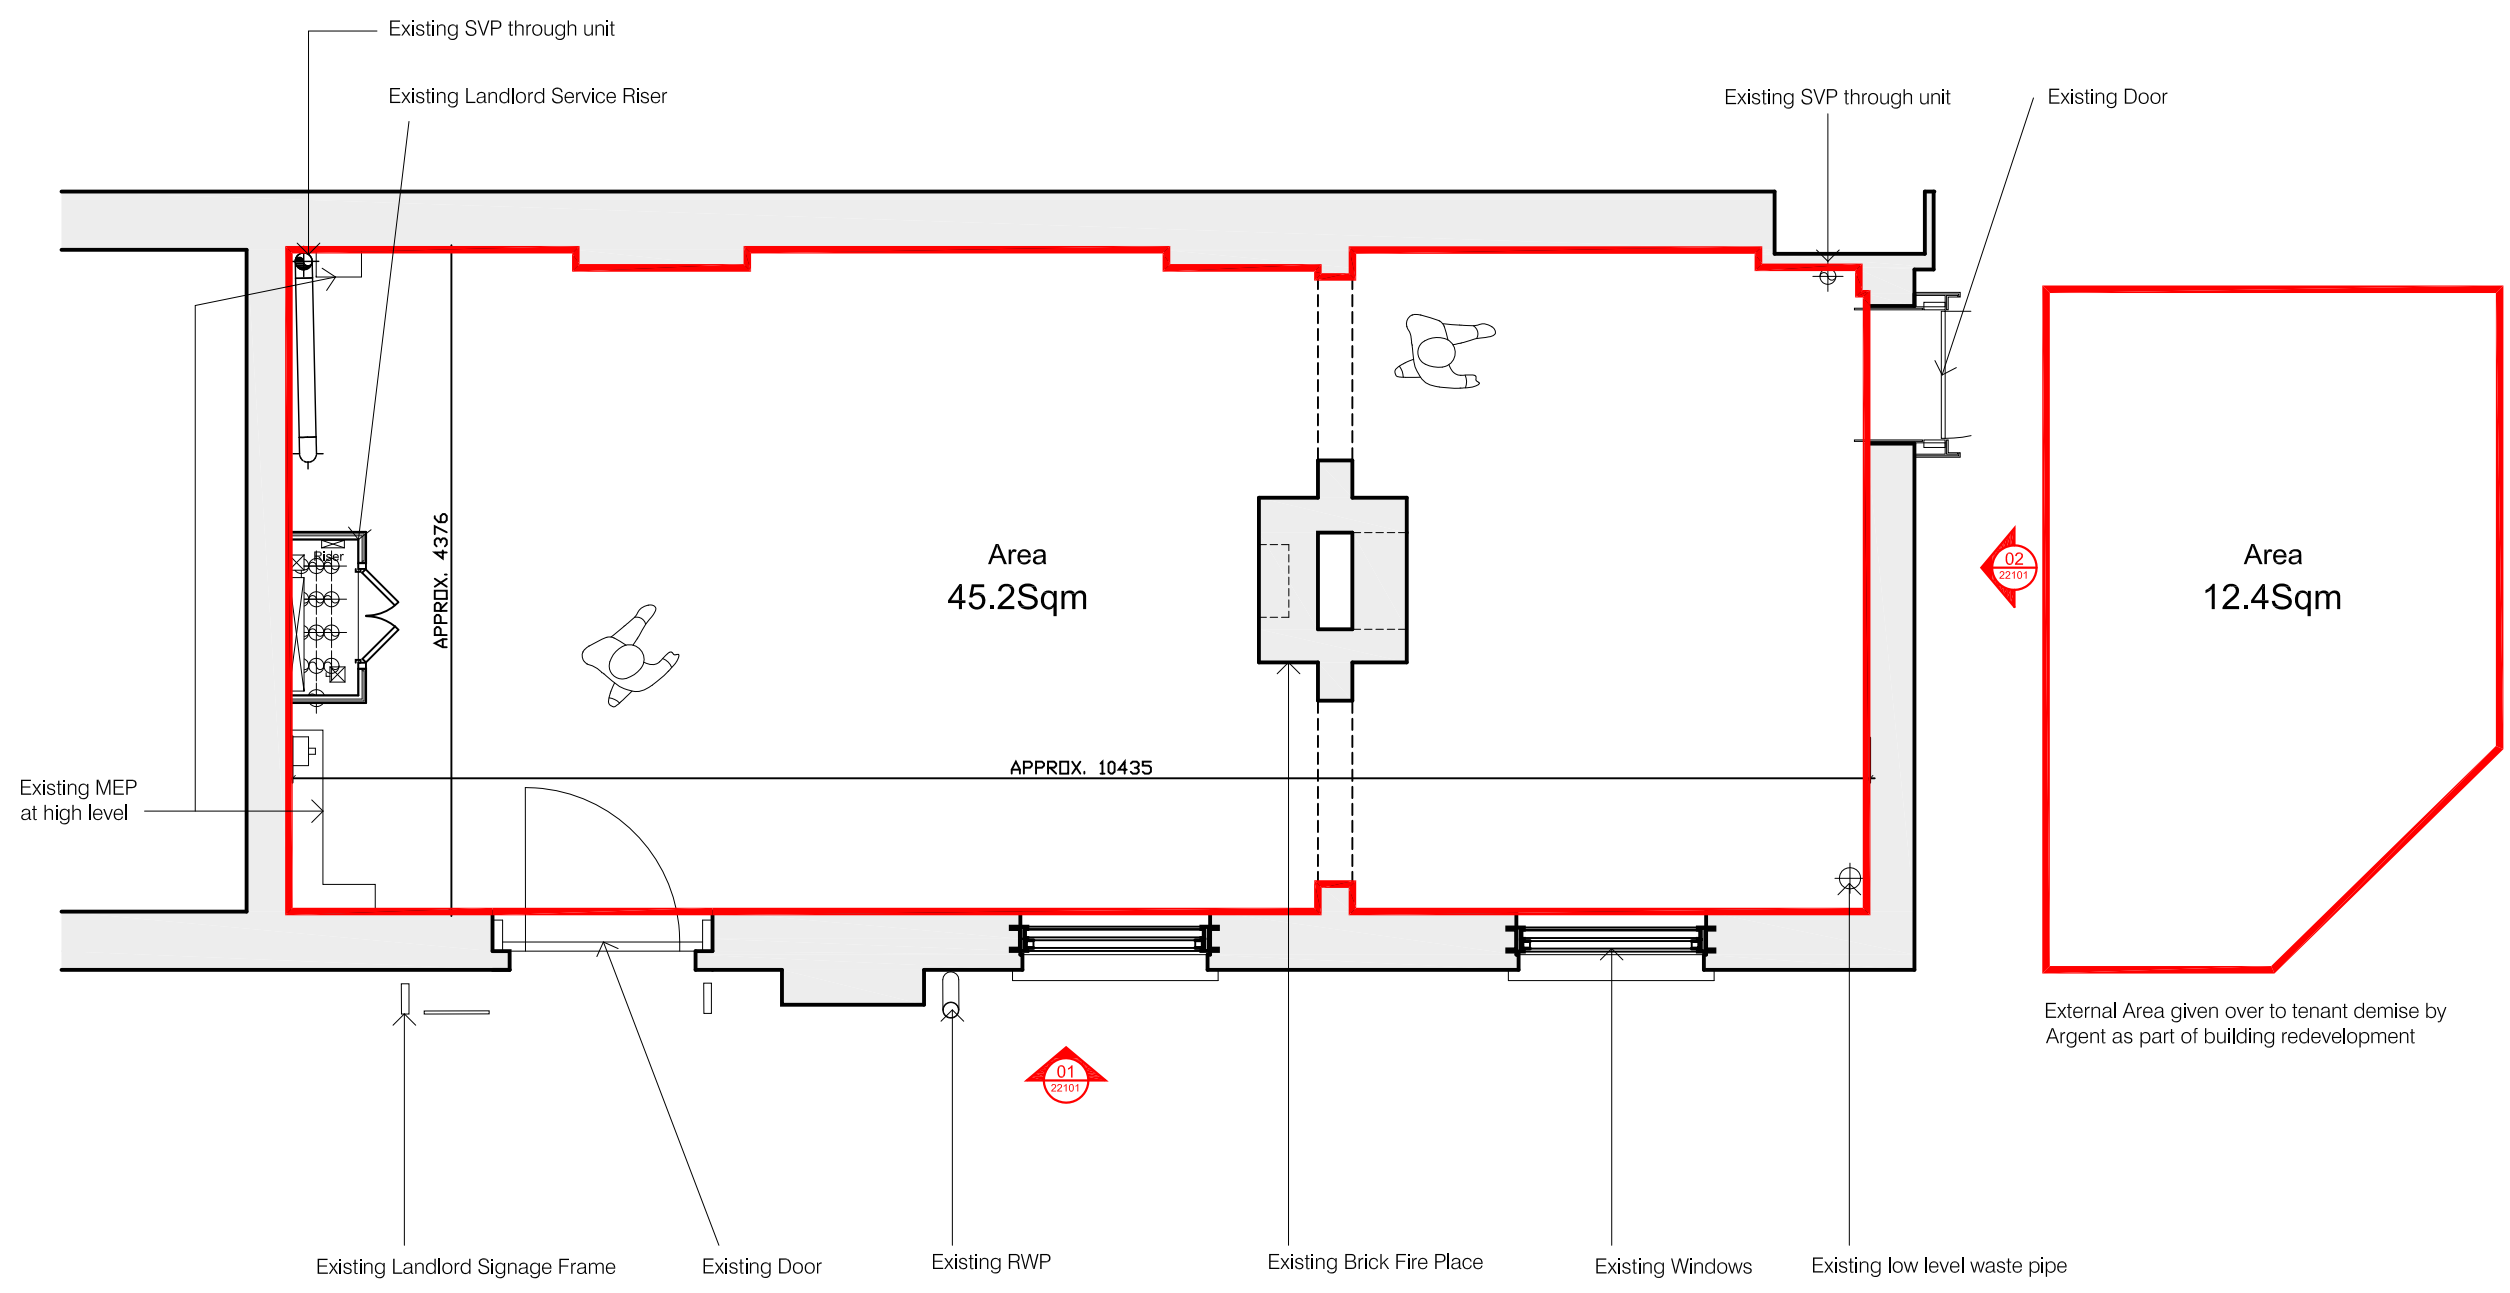 Existing SVP through unit
Existing Landlord Service Riser
Existing SVP through unit
Existing Door
Riser
APPROX. 4376
Area
45.2Sqm
02
22101
Area
12.4Sqm
APPROX. 10435
Existing MEP
at high level
External Area given over to tenant demise by
Argent as part of building redevelopment
01
22101
Existing Landlord Signage Frame
Existing Door
Existing RWP
Existing Brick Fire Place
Existing Windows
Existing low level waste pipe